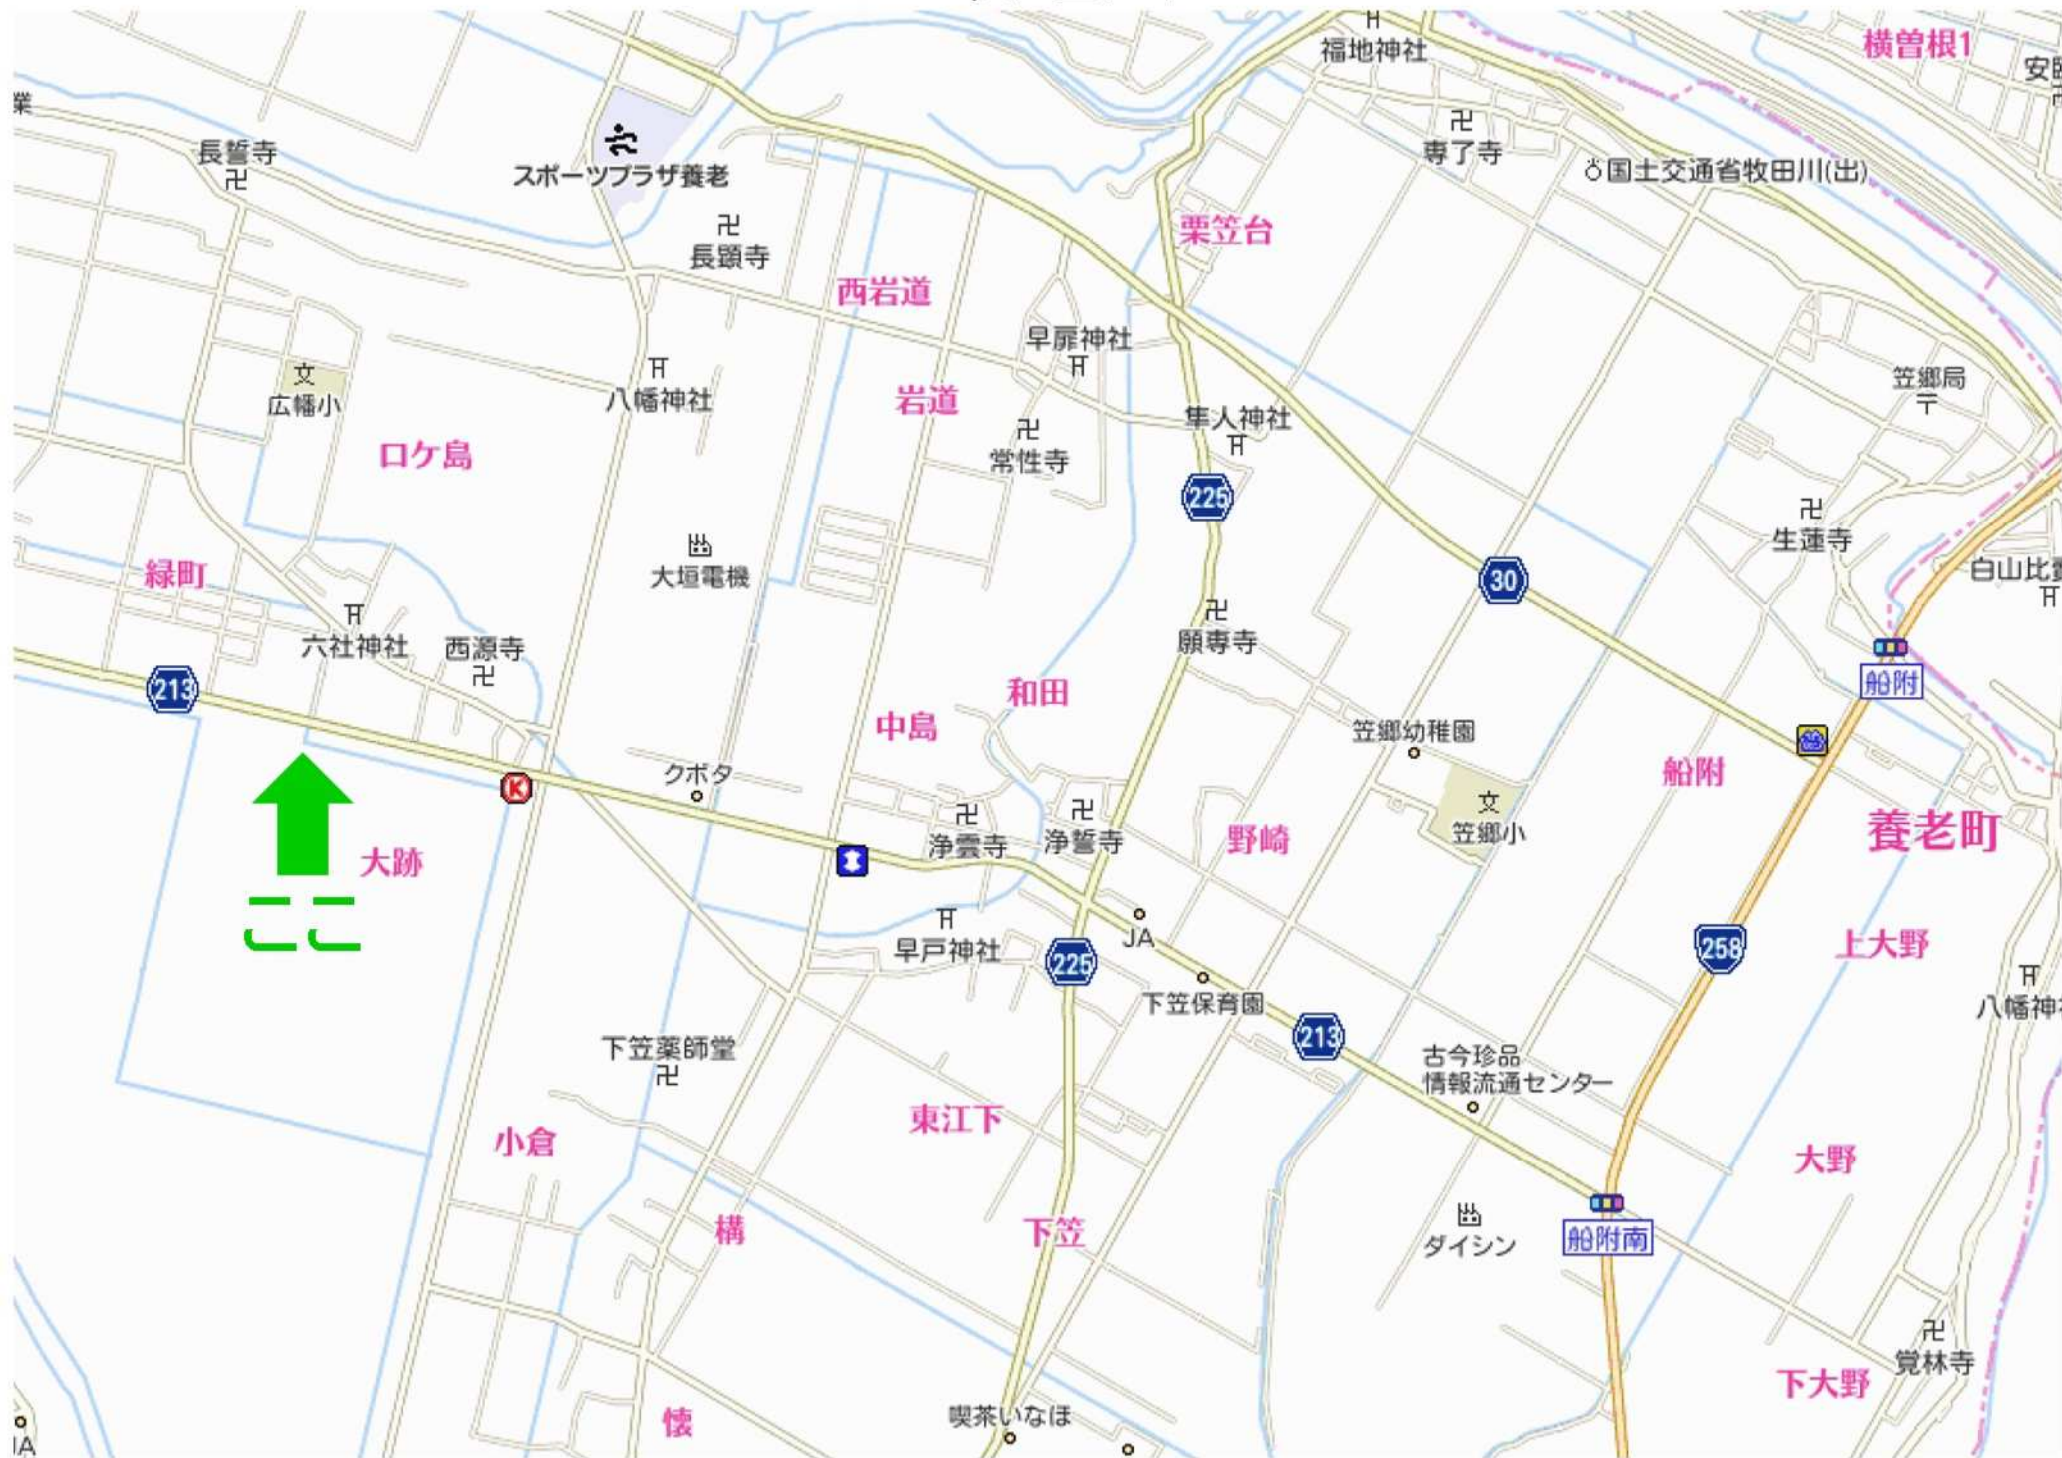 福地神社
横曽根1
業
専了寺
長誓寺
国土交通省牧田川(出)
スポーツプラザ養老
栗笠台
長顕寺
西岩道
早扉神社
笠郷局
八幡神社
広幡小
岩道
隼人神社
ロケ島
常性寺
225
生蓮寺
緑町
大垣電機
30
六社神社
西源寺
願専寺
船附
213
和田
中島
笠郷幼稚園
船附
クボタ
K
養老町
笠郷小
浄雲寺
浄誓寺
野崎
大跡
ここ
JA
上大野
258
早戸神社
225
下笠保育園
八幡神
213
下笠薬師堂
古今珍品
情報流通センター
東江下
小倉
大野
構
下笠
ダイシン
船附南
覚林寺
下大野
懐
喫茶いなほ
JA